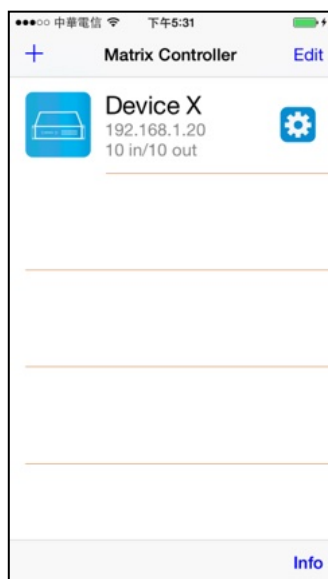 中華電信 下午5:31
+ Matrix Controller Edit
Device X
192.168.1.20
10 in/10 out
Info